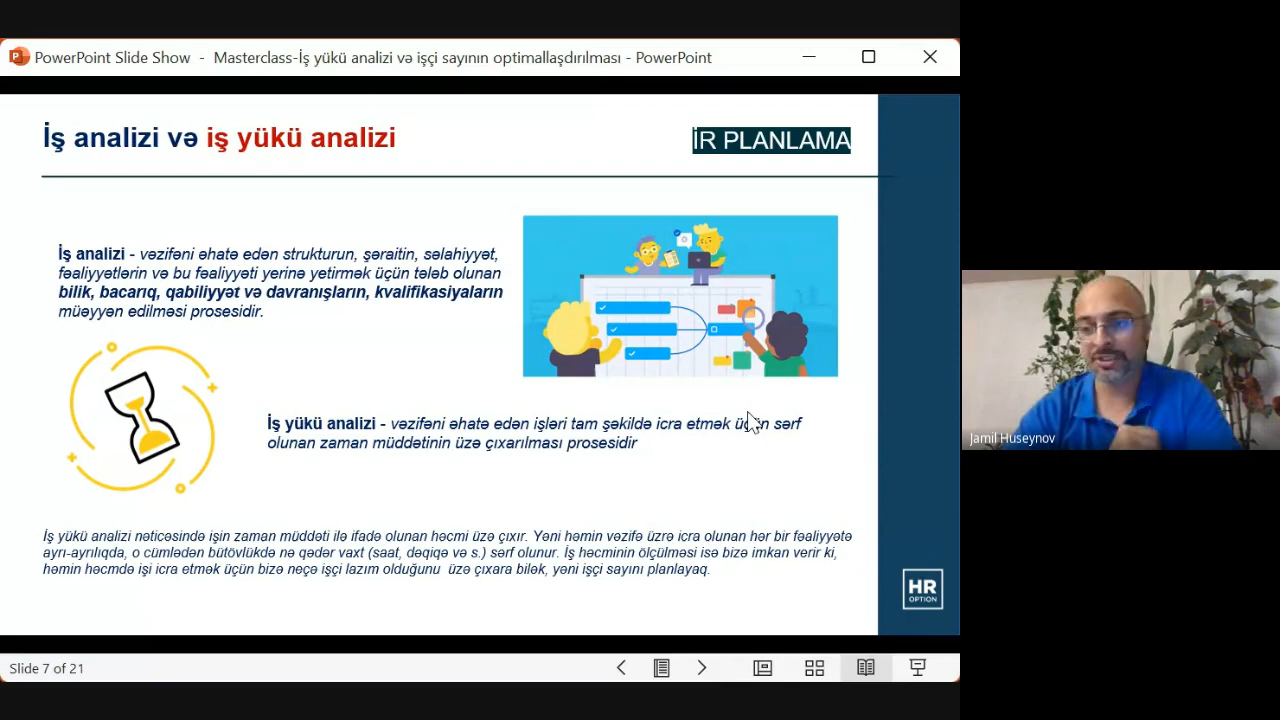 PowerPoint Slide Show - Masterclass-İş yükü analizi və işçi sayının optimallaşdırılması - PowerPoint
İş analizi və iş yükü analizi
İR PLANLAMA
İş analizi - vəzifəni əhatə edən strukturun, şəraitin, səlahiyyət,
fəaliyyətlərin və bu fəaliyyəti yerinə yetirmək üçün tələb olunan
bilik, bacarıq, qabiliyyət və davranışların, kvalifikasiyaların
müəyyən edilməsi prosesidir.
İş yükü analizi - vəzifəni əhatə edən işləri tam şəkildə icra etmək üçün sərf
olunan zaman müddətinin üzə çıxarılması prosesidir
İş yükü analizi nəticəsində işin zaman müddəti ilə ifadə olunan həcmi üzə çıxır. Yəni həmin vəzifə üzrə icra olunan hər bir fəaliyyətə
ayrı-ayrılıqda, o cümlədən bütövlükdə nə qədər vaxt (saat, dəqiqə və s.) sərf olunur. İş həcminin ölçülməsi isə bizə imkan verir ki,
həmin həcmdə işi icra etmək üçün bizə neçə işçi lazım olduğunu üzə çıxara bilək, yəni işçi sayını planlayaq.
HR
OPTION
Jamil Huseynov
Slide 7 of 21